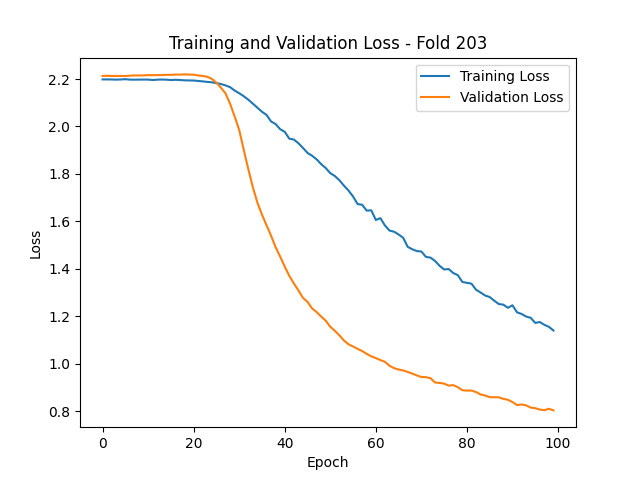 Training and Validation Loss - Fold 203
Training Loss
Validation Loss
Loss
2.2
2.0
1.8
1.6
1.4
1.2
1.0
0.8
0 20 40 60 80 100
Epoch